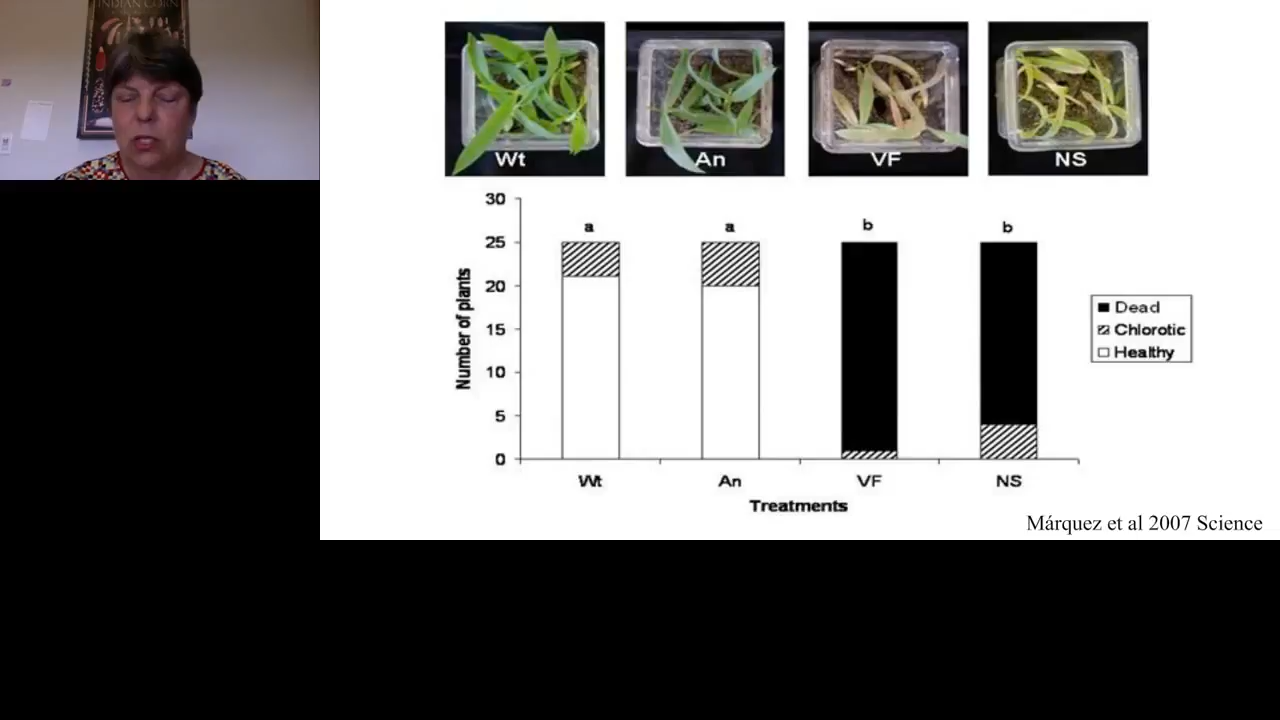 INDIAN CORN
Wt
An
VF
NS
30
a
a
b
b
25
20
15
10
5
0
Number of plants
Dead
Chlorotic
Healthy
Wt
An
VF
NS
Treatments
Márquez et al 2007 Science